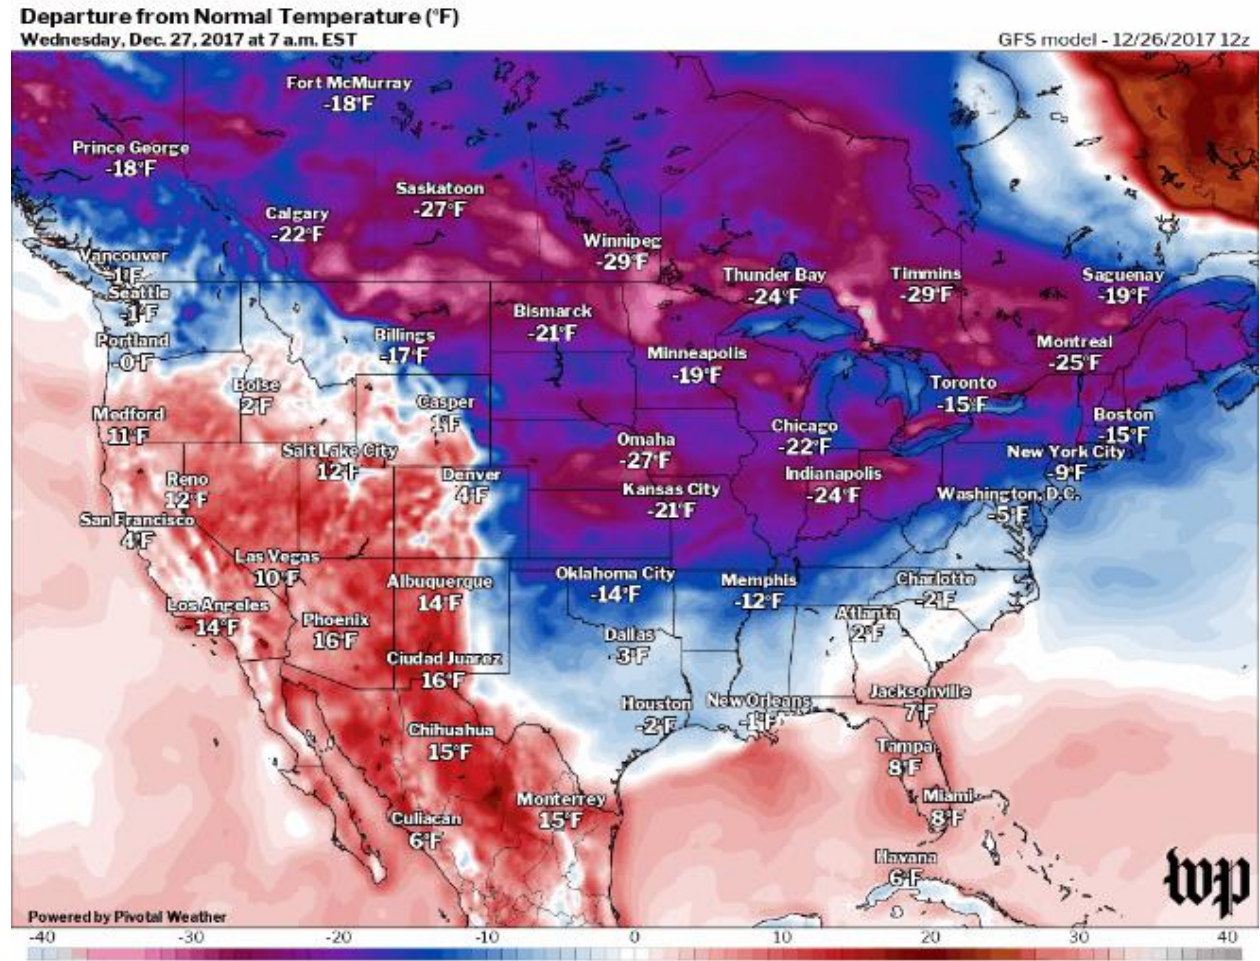 Departure from Normal Temperature (°F)
Wednesday, Dec. 27, 2017 at 7 a.m. EST
GFS model - 12/26/2017 12z
Fort McMurray
-18°F
Prince George
-18°F
Saskatoon
-27°F
Calgary
-22°F
Winnipeg
-29°F
Vancouver
-1°F
Seattle
-1°F
Portland
-0°F
Thunder Bay
-24°F
Timmins
-29°F
Saguenay
-19°F
Bismarck
-21°F
Billings
-17°F
Minneapolis
-19°F
Montreal
-25°F
Toronto
-15°F
Boise
2°F
Casper
1°F
Medford
11°F
Chicago
-22°F
Boston
-15°F
Omaha
-27°F
New York City
-9°F
Salt Lake City
12°F
Reno
12°F
Denver
4°F
Indianapolis
-24°F
Kansas City
-21°F
Washington, D.C.
-5°F
San Francisco
4°F
Las Vegas
10°F
Albuquerque
14°F
Oklahoma City
-14°F
Memphis
-12°F
Charlotte
-2°F
Los Angeles
14°F
Phoenix
16°F
Atlanta
2°F
Dallas
-3°F
Ciudad Juarez
16°F
Houston
-2°F
New Orleans
-1°F
Jacksonville
7°F
Chihuahua
15°F
Tampa
8°F
Monterrey
15°F
Miami
8°F
Culiacán
6°F
Havana
6°F
wp
Powered by Pivotal Weather
-40 -30 -20 -10 0 10 20 30 40